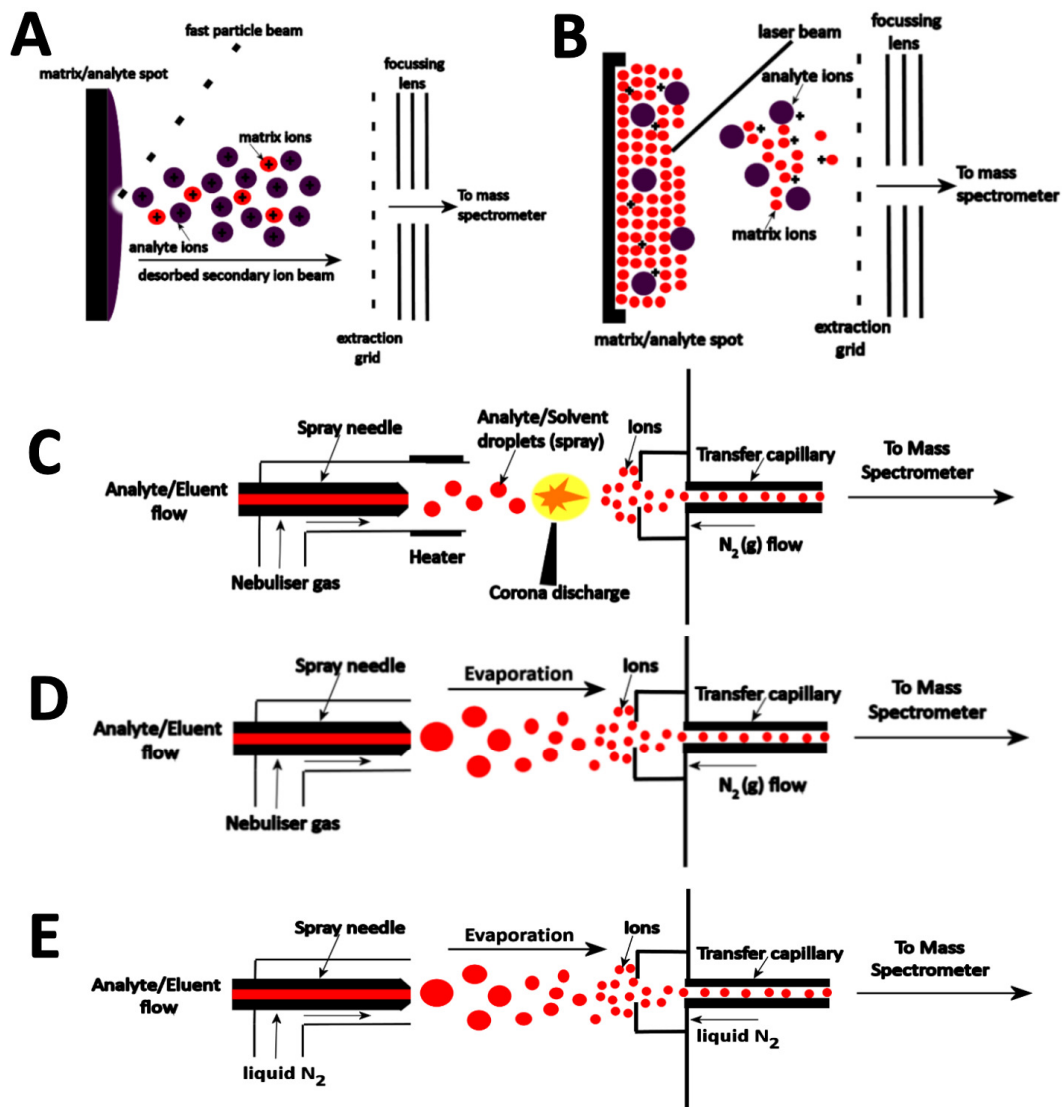 A
fast particle beam
matrix/analyte spot
focussing
lens
matrix ions
To mass
spectrometer
analyte ions
desorbed secondary ion beam
extraction
grid
B
laser beam
focussing
lens
analyte ions
To mass
spectrometer
matrix ions
matrix/analyte spot
extraction
grid
C
Spray needle
Analyte/Solvent
droplets (spray)
Ions
Transfer capillary
To Mass
Spectrometer
Analyte/Eluent
flow
Heater
N2(g) flow
Nebuliser gas
Corona discharge
D
Spray needle
Evaporation
Ions
Transfer capillary
To Mass
Spectrometer
Analyte/Eluent
flow
N2(g) flow
Nebuliser gas
E
Spray needle
Evaporation
Ions
Transfer capillary
To Mass
Spectrometer
Analyte/Eluent
flow
liquid N2
liquid N2